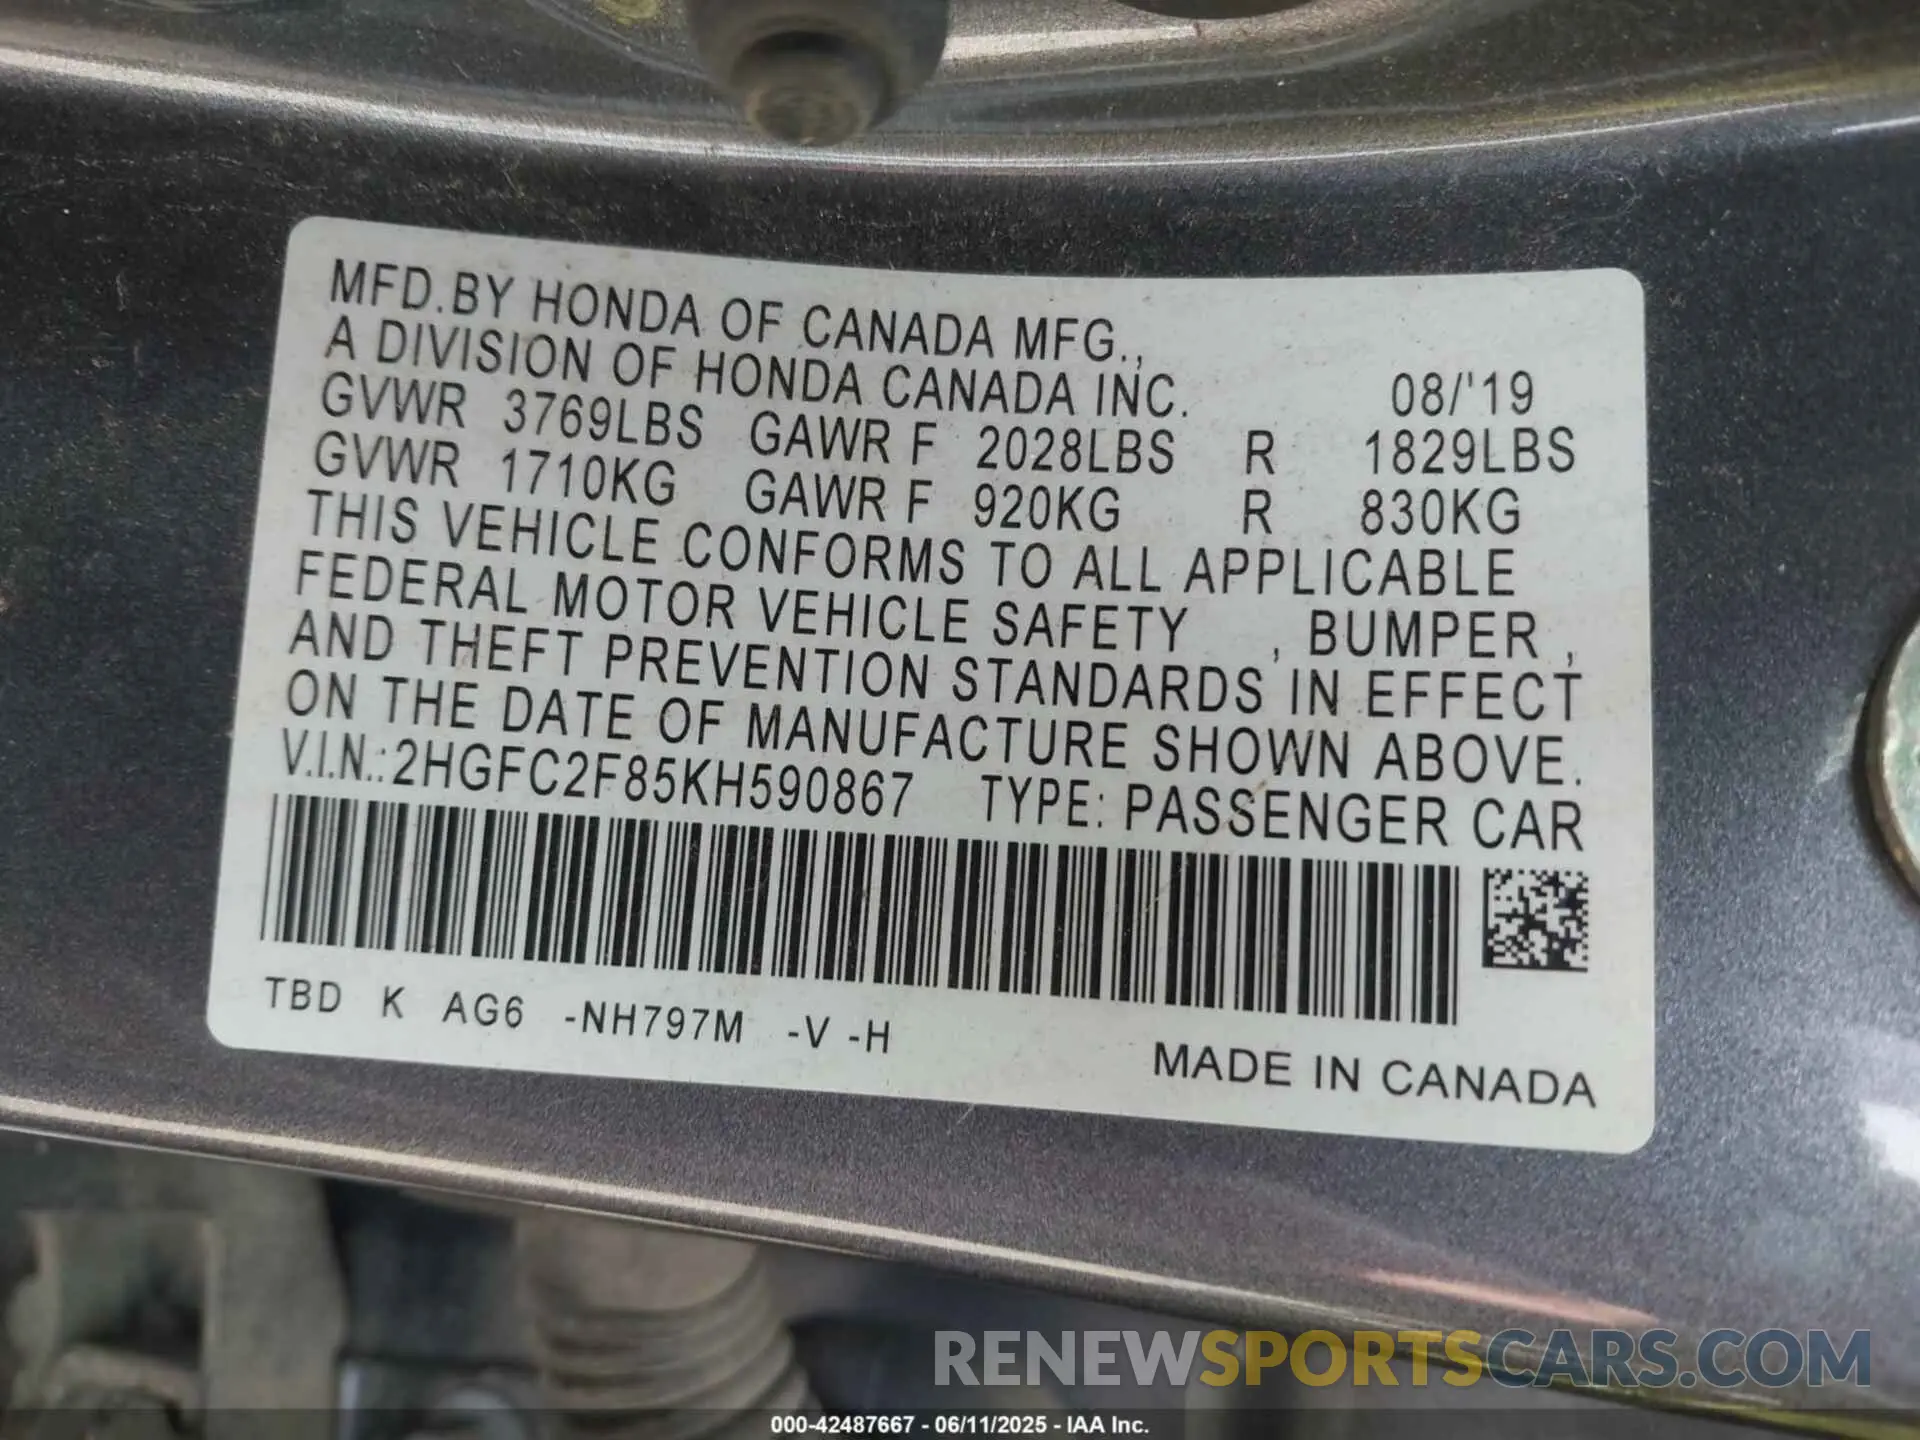 MFD.BY HONDA OF CANADA MFG.,
A DIVISION OF HONDA CANADA INC. 08/'19
GVWR 3769LBS GAWR F 2028LBS R 1829LBS
GVWR 1710KG GAWR F 920KG R 830KG
THIS VEHICLE CONFORMS TO ALL APPLICABLE
FEDERAL MOTOR VEHICLE SAFETY , BUMPER ,
AND THEFT PREVENTION STANDARDS IN EFFECT
ON THE DATE OF MANUFACTURE SHOWN ABOVE.
V.I.N.: 2HGFC2F85KH590867 TYPE: PASSENGER CAR
TBD K AG6 -NH797M -V -H
MADE IN CANADA
RENEWSPORTSCARS.COM
000-42487667 - 06/11/2025 - IAA Inc.